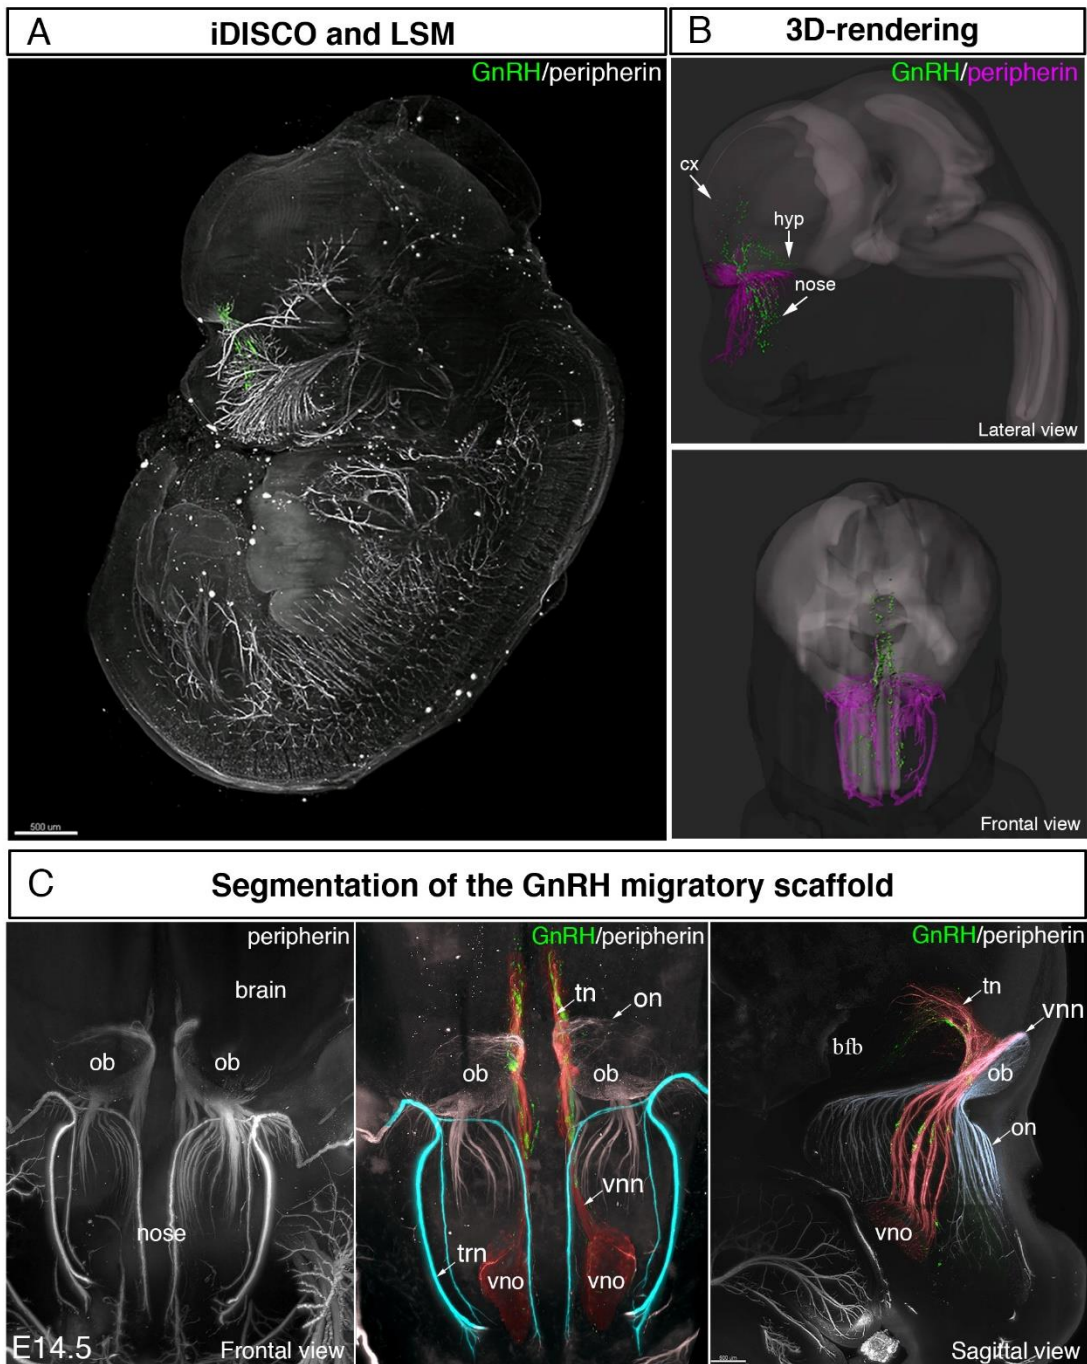 A
iDISCO and LSM
GnRH/peripherin
500 um
B
3D-rendering
GnRH/peripherin
cx
hyp
nose
Lateral view
Frontal view
C
Segmentation of the GnRH migratory scaffold
peripherin
brain
ob
ob
nose
E14.5
Frontal view
GnRH/peripherin
tn
on
ob
ob
vnn
trn
vno
vno
GnRH/peripherin
tn
vnn
bfb
ob
on
vno
Sagittal view